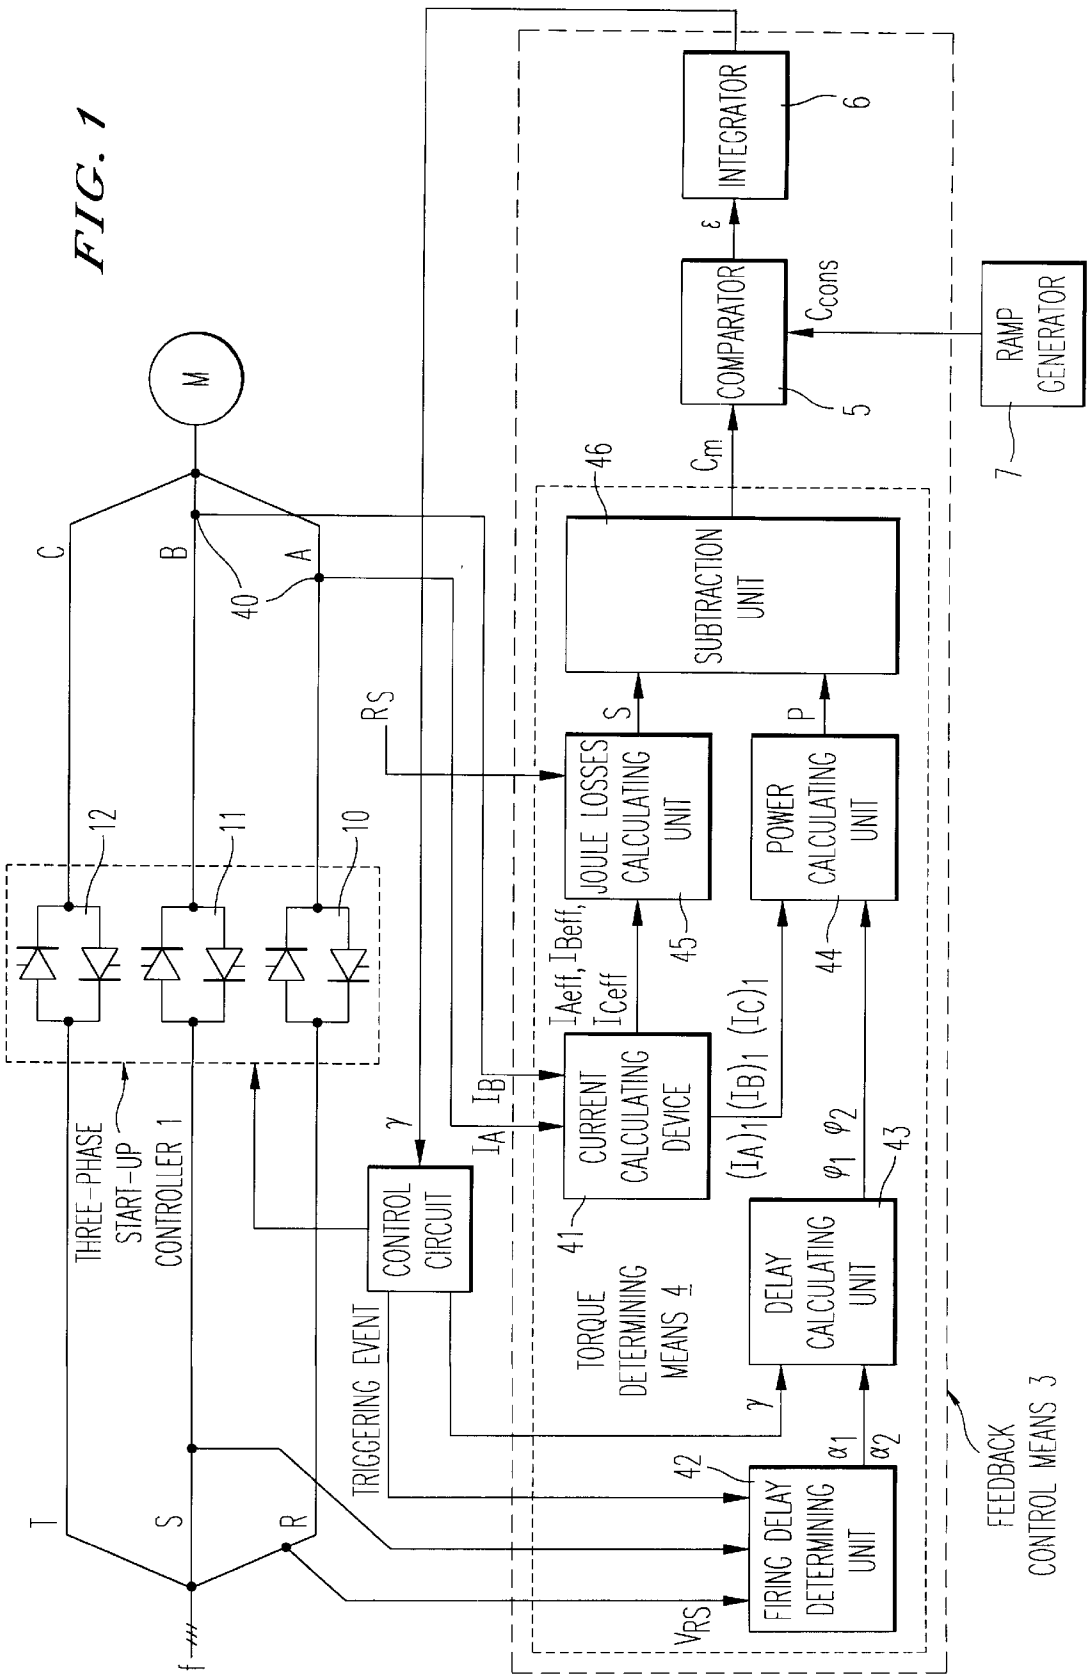 FIG. 1
f
T
S
R
THREE-PHASE
START-UP
CONTROLLER 1
12
11
10
C
B
A
40
M
TRIGGERING EVENT
CONTROL
CIRCUIT
γ
RS
IA
IB
VRS
FIRING DELAY
DETERMINING
UNIT
42
α1
α2
γ
DELAY
CALCULATING
UNIT
43
φ1 φ2
TORQUE
DETERMINING
MEANS 4
41
CURRENT
CALCULATING
DEVICE
IAeff, IBeff,
ICeff
(IA)1 (IB)1 (IC)1
JOULE LOSSES
CALCULATING
UNIT
45
POWER
CALCULATING
UNIT
44
S
P
SUBTRACTION
UNIT
46
Cm
COMPARATOR
5
Ccons
RAMP
GENERATOR
7
ε
INTEGRATOR
6
FEEDBACK
CONTROL MEANS 3